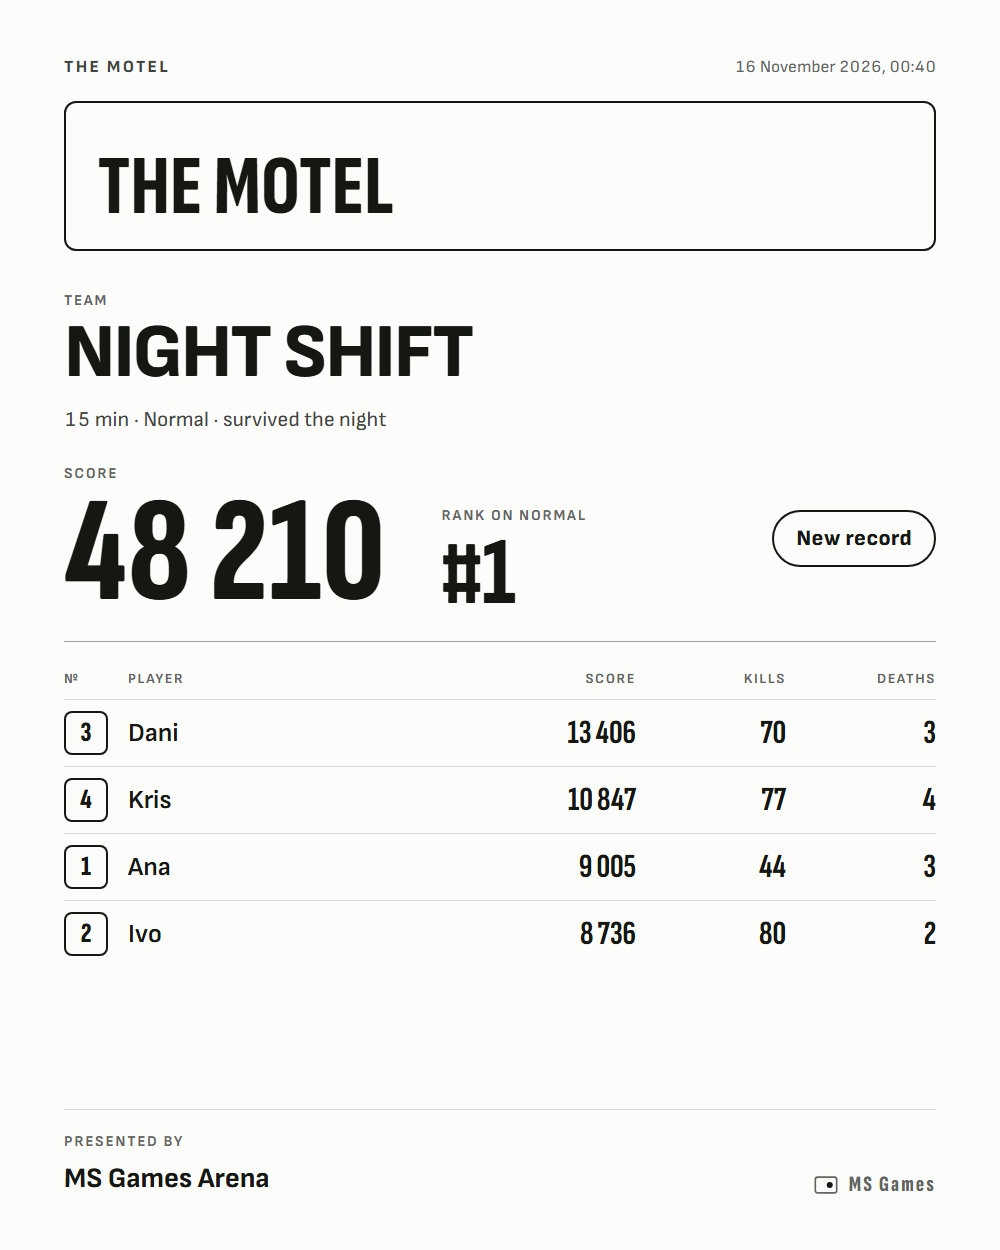 THE MOTEL 16 November 2026, 00:40
THE MOTEL
TEAM
NIGHT SHIFT
15 min · Normal · survived the night
SCORE
48 210
RANK ON NORMAL
#1
New record
№ PLAYER SCORE KILLS DEATHS
3 Dani 13 406 70 3
4 Kris 10 847 77 4
1 Ana 9 005 44 3
2 Ivo 8 736 80 2
PRESENTED BY
MS Games Arena
MS Games